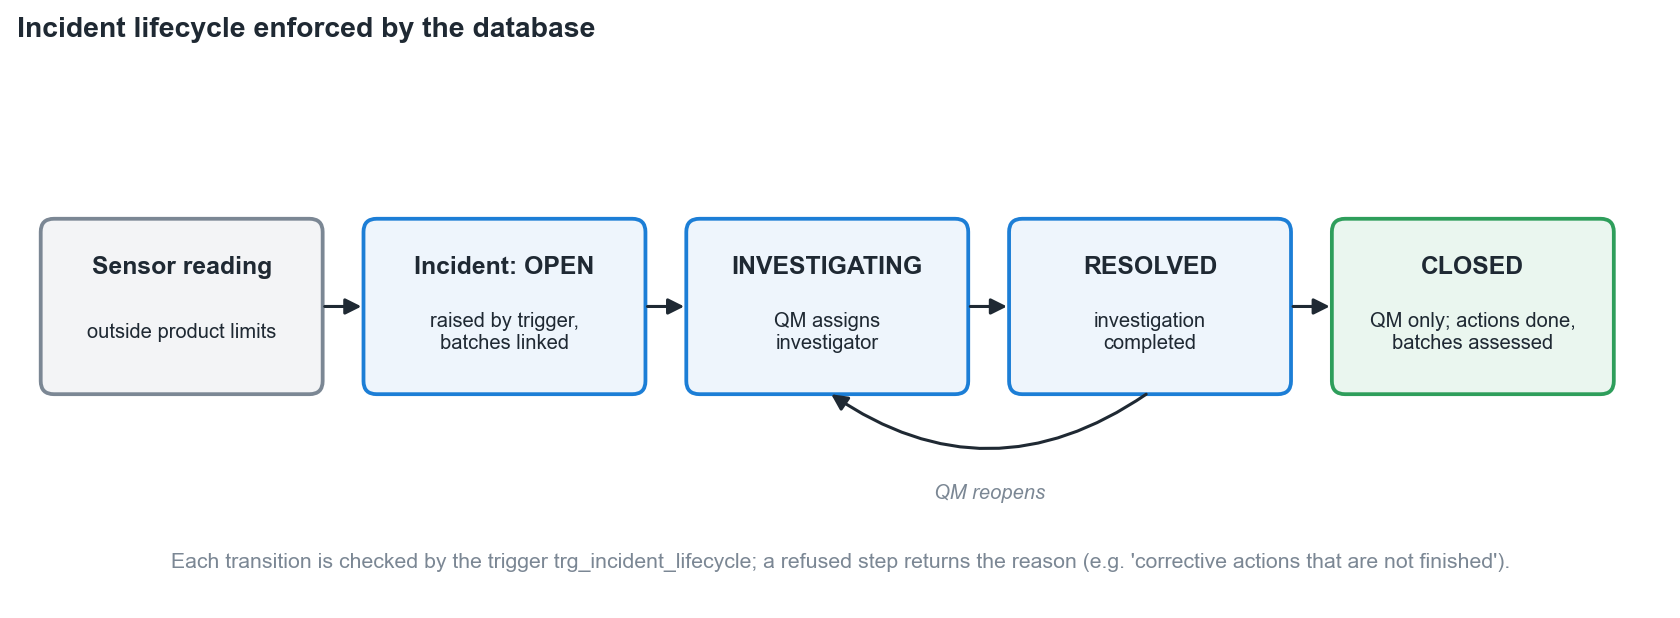 Incident lifecycle enforced by the database
Sensor reading
outside product limits
Incident: OPEN
raised by trigger,
batches linked
INVESTIGATING
QM assigns
investigator
RESOLVED
investigation
completed
CLOSED
QM only; actions done,
batches assessed
QM reopens
Each transition is checked by the trigger trg_incident_lifecycle; a refused step returns the reason (e.g. 'corrective actions that are not finished').